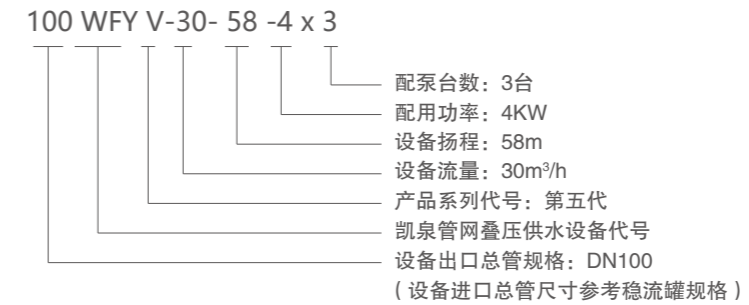 100 WFY V-30- 58 -4 x 3
配泵台数：3台
配用功率：4KW
设备扬程：58m
设备流量：30m³/h
产品系列代号：第五代
凯泉管网叠压供水设备代号
设备出口总管规格：DN100
（设备进口总管尺寸参考稳流罐规格）